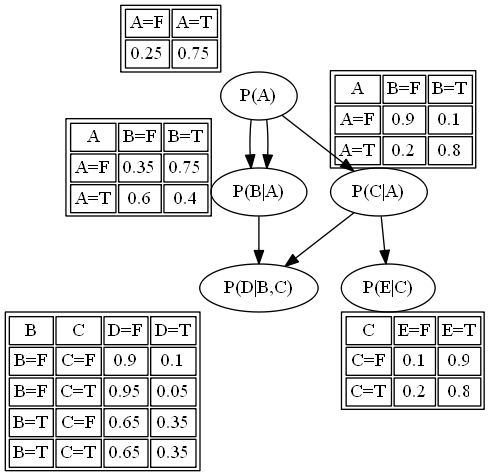 A=F A=T
0.25 0.75
P(A)
A B=F B=T
A=F 0.9 0.1
A=T 0.2 0.8
A B=F B=T
A=F 0.35 0.75
A=T 0.6 0.4
P(B|A)
P(C|A)
P(D|B,C)
P(E|C)
B C D=F D=T
B=F C=F 0.9 0.1
B=F C=T 0.95 0.05
B=T C=F 0.65 0.35
B=T C=T 0.65 0.35
C E=F E=T
C=F 0.1 0.9
C=T 0.2 0.8